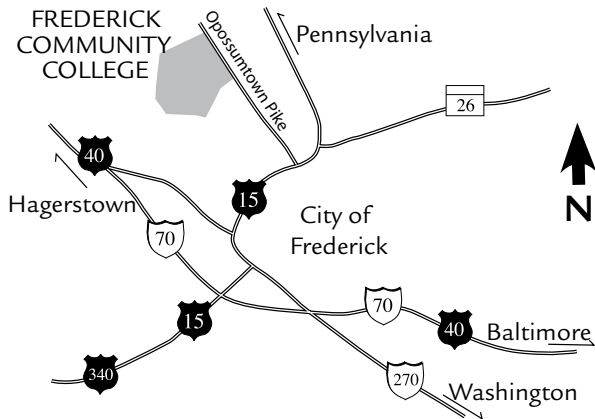 FREDERICK
COMMUNITY
COLLEGE
Opossumtown Pike
Pennsylvania
26
40
Hagerstown
15
City of
Frederick
N
70
70
15
40
Baltimore
340
270
Washington